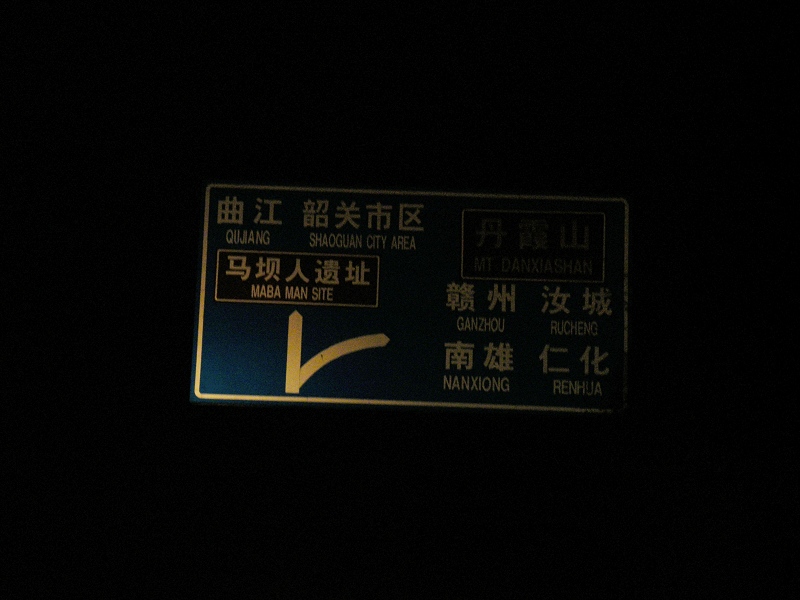 曲江 韶关市区
QUJIANG SHAOGUAN CITY AREA
马坝人遗址
MABA MAN SITE
丹霞山
MT DANXIASHAN
赣州 汝城
GANZHOU RUCHENG
南雄 仁化
NANXIONG RENHUA